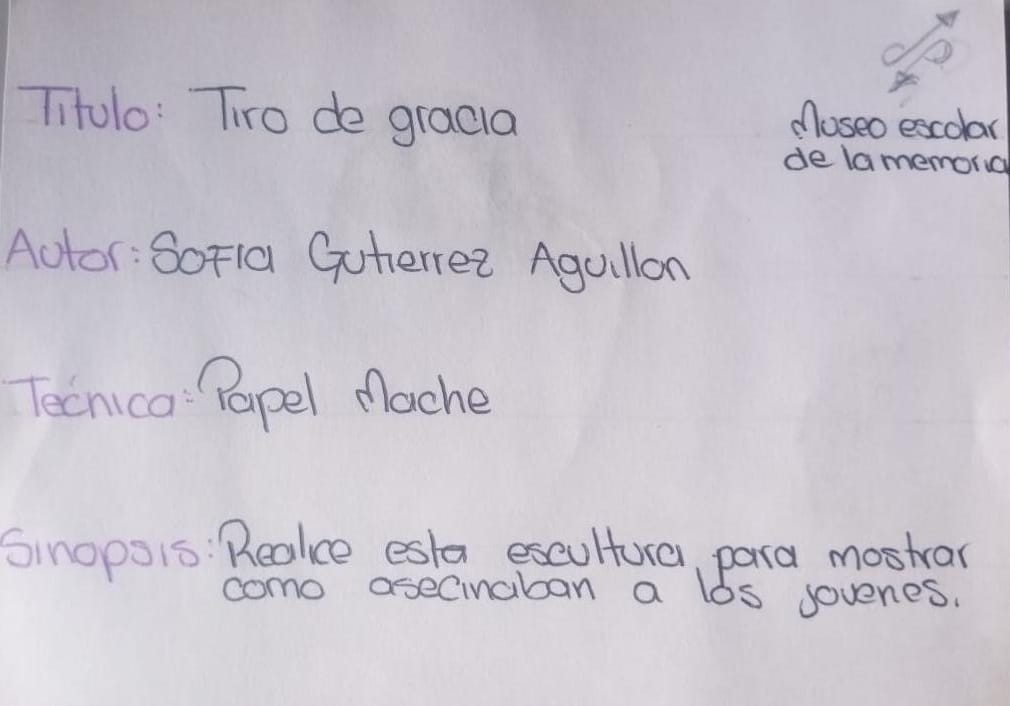 Titulo: Tiro de gracia
Museo escolar
de la memoria
Autor: SOFIA Gutierrez Aguillon
Tecnica: Papel Mache
Sinopsis: Realice esta escultura para mostrar
como asecinaban a los jovenes.